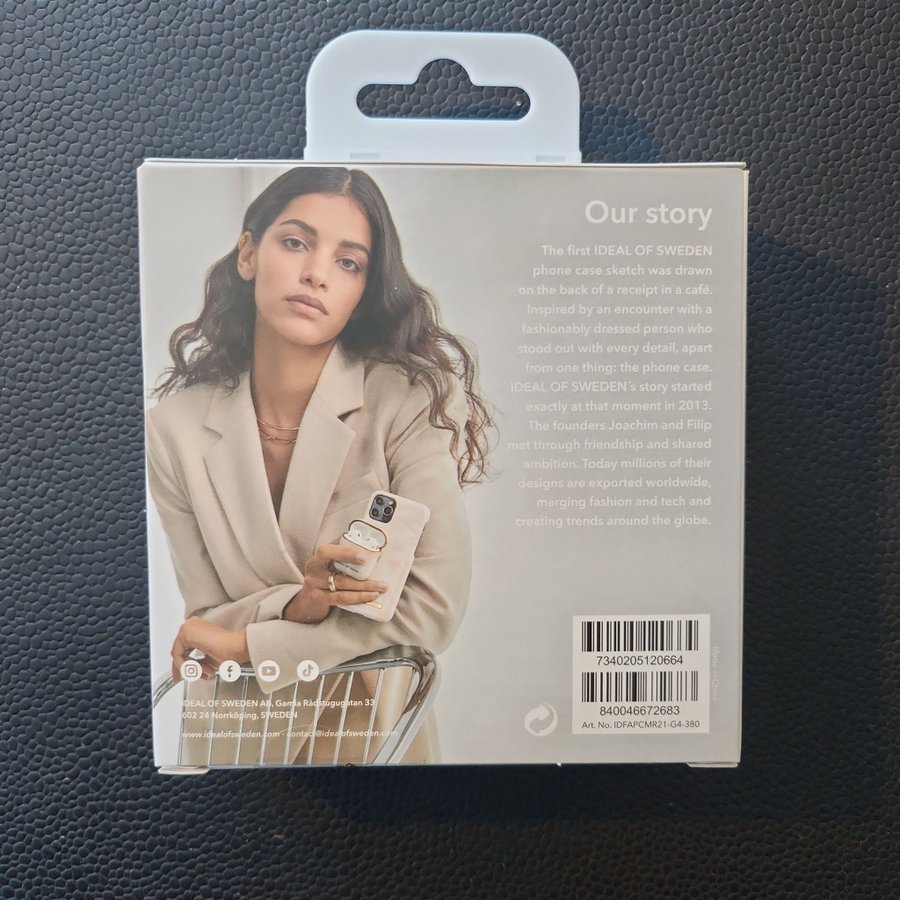 Our story
The first IDEAL OF SWEDEN
phone case sketch was drawn
on the back of a receipt in a café.
Inspired by an encounter with a
fashionably dressed person who
stood out with every detail, apart
from one thing: the phone case.
IDEAL OF SWEDEN´s story started
exactly at that moment in 2013.
The founders Joachim and Filip
met through friendship and shared
ambition. Today millions of their
designs are exported worldwide,
merging fashion and tech and
creating trends around the globe.
7340205120664
840046672683
Art. No. IDFAPCMR21-G4-380
IDEAL OF SWEDEN AB, Gamla Rådstugugatan 33,
602 24 Norrköping, SWEDEN
www.idealofsweden.com - contact@idealofsweden.com